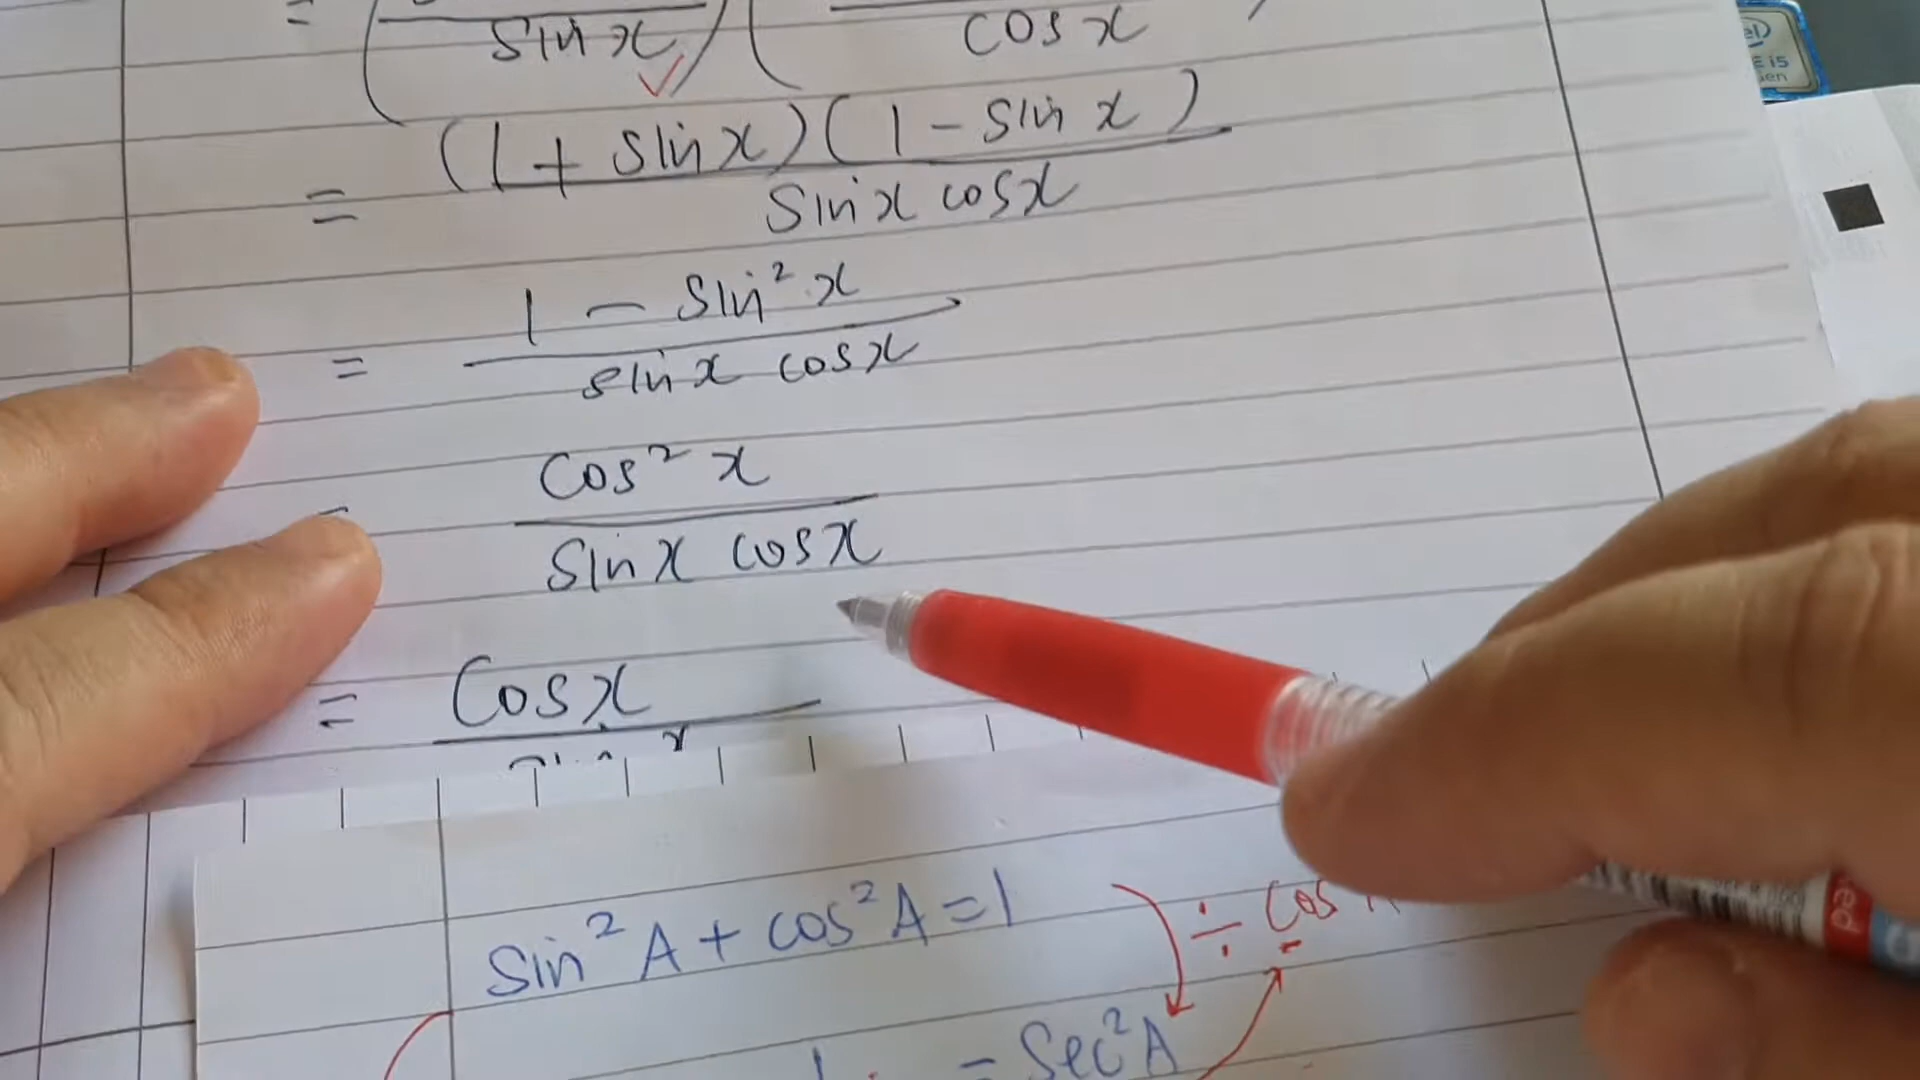 =
sin x cos x
= (1 + sin x)(1 - sin x)
sin x cos x
= 1 - sin² x
sin x cos x
= cos² x
sin x cos x
= cos x
sin² A + cos² A = 1
÷ cos
= sec² A
i5